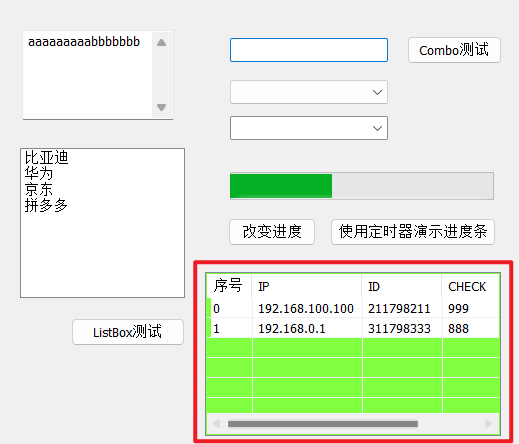 aaaaaaaaabbbbbbb
Combo测试
比亚迪
华为
京东
拼多多
改变进度
使用定时器演示进度条
ListBox测试
序号 IP ID CHECK
0 192.168.100.100 211798211 999
1 192.168.0.1 311798333 888